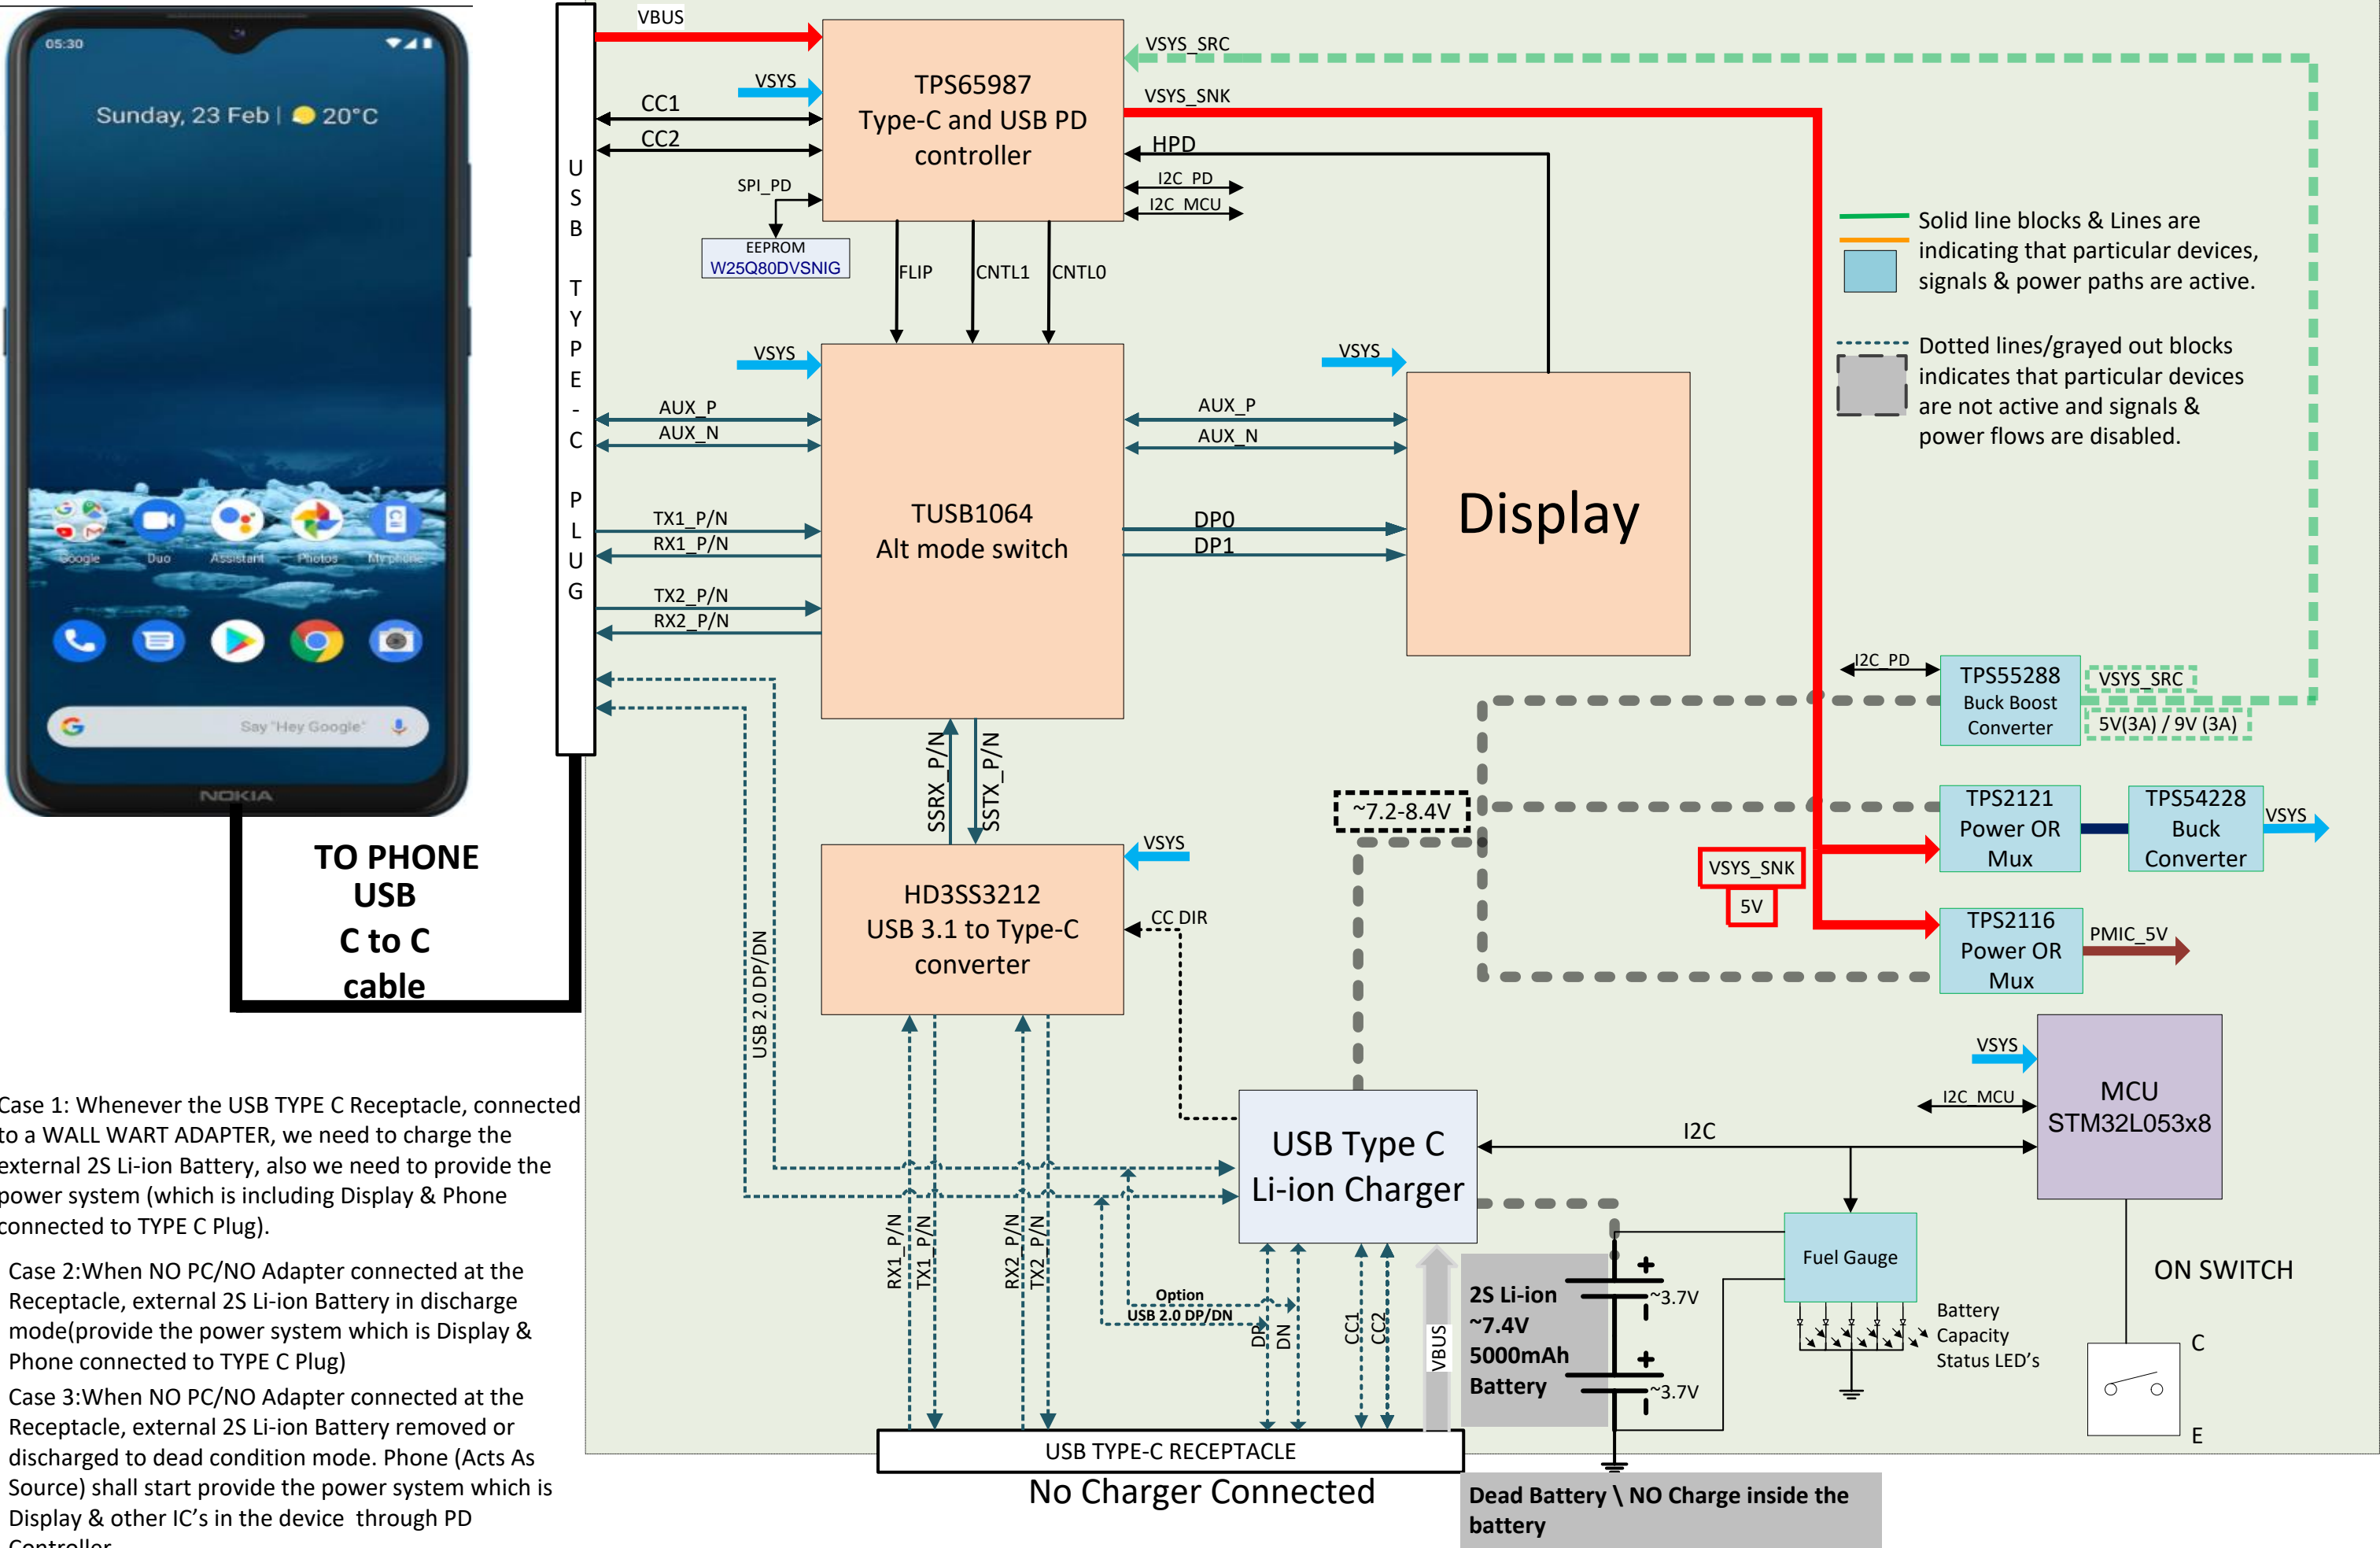 05:30
Sunday, 23 Feb | 20°C
Google
Duo
Assistant
Photos
My phone
Say "Hey Google"
NOKIA
TO PHONE
USB
C to C
cable
USB TYPE-C PLUG
VBUS
VSYS
CC1
CC2
SPI_PD
EEPROM
W25Q80DVSNIG
TPS65987
Type-C and USB PD
controller
VSYS_SRC
VSYS_SNK
HPD
I2C_PD
I2C_MCU
FLIP
CNTL1
CNTL0
VSYS
AUX_P
AUX_N
TX1_P/N
RX1_P/N
TX2_P/N
RX2_P/N
TUSB1064
Alt mode switch
VSYS
AUX_P
AUX_N
DP0
DP1
Display
Solid line blocks & Lines are
indicating that particular devices,
signals & power paths are active.
Dotted lines/grayed out blocks
indicates that particular devices
are not active and signals &
power flows are disabled.
I2C_PD
TPS55288
Buck Boost
Converter
VSYS_SRC
5V(3A) / 9V (3A)
SSRX_P/N
SSTX_P/N
~7.2-8.4V
TPS2121
Power OR
Mux
TPS54228
Buck
Converter
VSYS
VSYS_SNK
5V
TPS2116
Power OR
Mux
PMIC_5V
VSYS
HD3SS3212
USB 3.1 to Type-C
converter
CC DIR
USB 2.0 DP/DN
VSYS
I2C_MCU
MCU
STM32L053x8
USB Type C
Li-ion Charger
I2C
RX1_P/N
TX1_P/N
RX2_P/N
TX2_P/N
Option
USB 2.0 DP/DN
DP
DN
CC1
CC2
VBUS
2S Li-ion
~7.4V
5000mAh
Battery
+
~3.7V
+
~3.7V
Fuel Gauge
Battery
Capacity
Status LED's
ON SWITCH
C
E
USB TYPE-C RECEPTACLE
No Charger Connected
Dead Battery \ NO Charge inside the
battery
Case 1: Whenever the USB TYPE C Receptacle, connected
to a WALL WART ADAPTER, we need to charge the
external 2S Li-ion Battery, also we need to provide the
power system (which is including Display & Phone
connected to TYPE C Plug).
Case 2:When NO PC/NO Adapter connected at the
Receptacle, external 2S Li-ion Battery in discharge
mode(provide the power system which is Display &
Phone connected to TYPE C Plug)
Case 3:When NO PC/NO Adapter connected at the
Receptacle, external 2S Li-ion Battery removed or
discharged to dead condition mode. Phone (Acts As
Source) shall start provide the power system which is
Display & other IC's in the device through PD
Controller